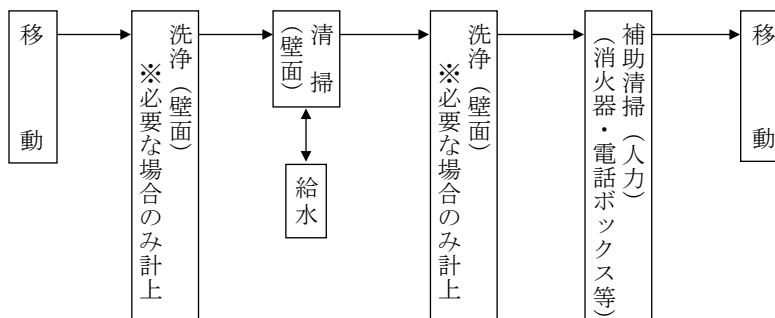 移動
洗浄（壁面）
※必要な場合のみ計上
清掃
（壁面）
給水
洗浄（壁面）
※必要な場合のみ計上
補助清掃（人力）
（消火器・電話ボックス等）
移動